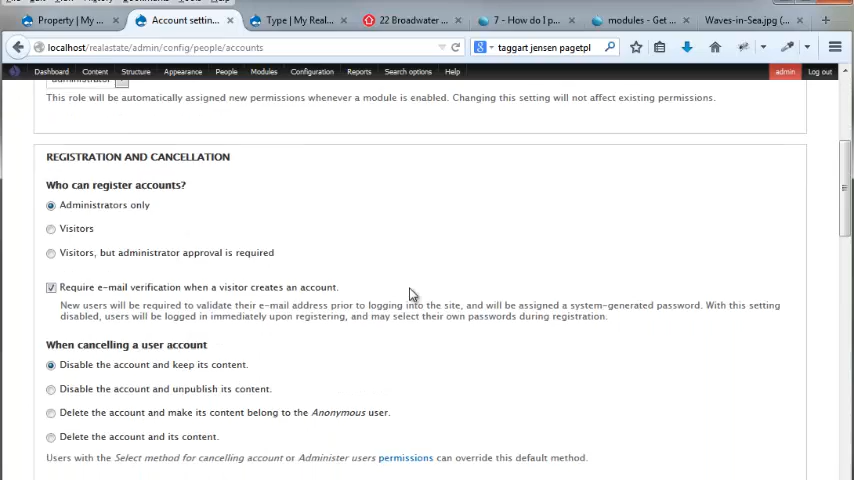 Property | My ...
Account settin...
Type | My Real...
22 Broadwater ...
7 - How do I p...
modules - Get ...
Waves-in-Sea.jpg (...
localhost/realstate/admin/config/people/accounts
taggart jensen pagetpl
Dashboard Content Structure Appearance People Modules Configuration Reports Search options Help
admin Log out
This role will be automatically assigned new permissions whenever a module is enabled. Changing this setting will not affect existing permissions.
REGISTRATION AND CANCELLATION
Who can register accounts?
Administrators only
Visitors
Visitors, but administrator approval is required
Require e-mail verification when a visitor creates an account.
New users will be required to validate their e-mail address prior to logging into the site, and will be assigned a system-generated password. With this setting
disabled, users will be logged in immediately upon registering, and may select their own passwords during registration.
When cancelling a user account
Disable the account and keep its content.
Disable the account and unpublish its content.
Delete the account and make its content belong to the Anonymous user.
Delete the account and its content.
Users with the Select method for cancelling account or Administer users permissions can override this default method.